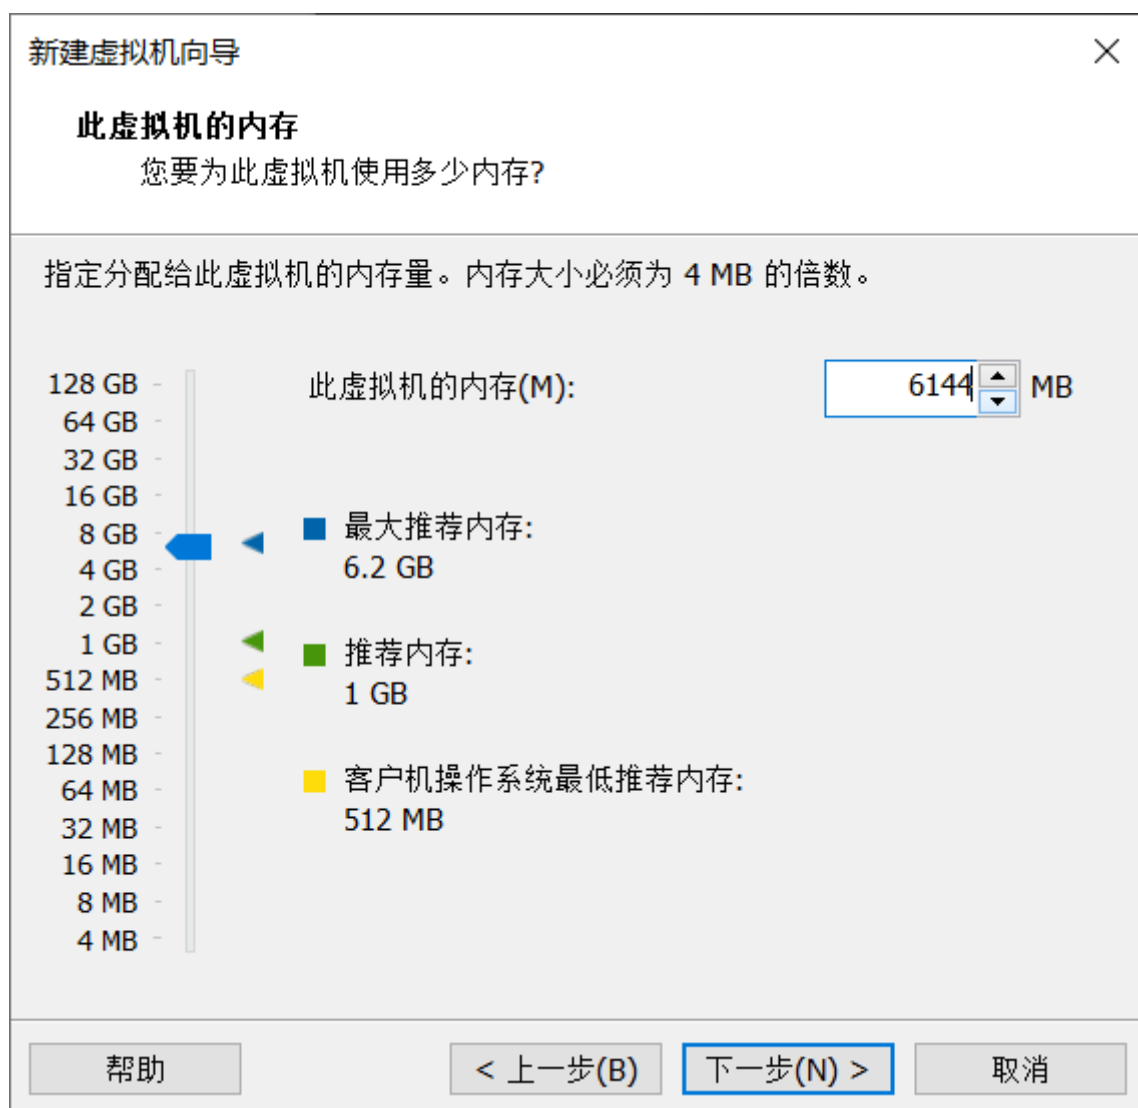 新建虚拟机向导
此虚拟机的内存
您要为此虚拟机使用多少内存?
指定分配给此虚拟机的内存量。内存大小必须为 4 MB 的倍数。
128 GB
64 GB
32 GB
16 GB
8 GB
4 GB
2 GB
1 GB
512 MB
256 MB
128 MB
64 MB
32 MB
16 MB
8 MB
4 MB
此虚拟机的内存(M): 6144 MB
最大推荐内存:
6.2 GB
推荐内存:
1 GB
客户机操作系统最低推荐内存:
512 MB
帮助 < 上一步(B) 下一步(N) > 取消